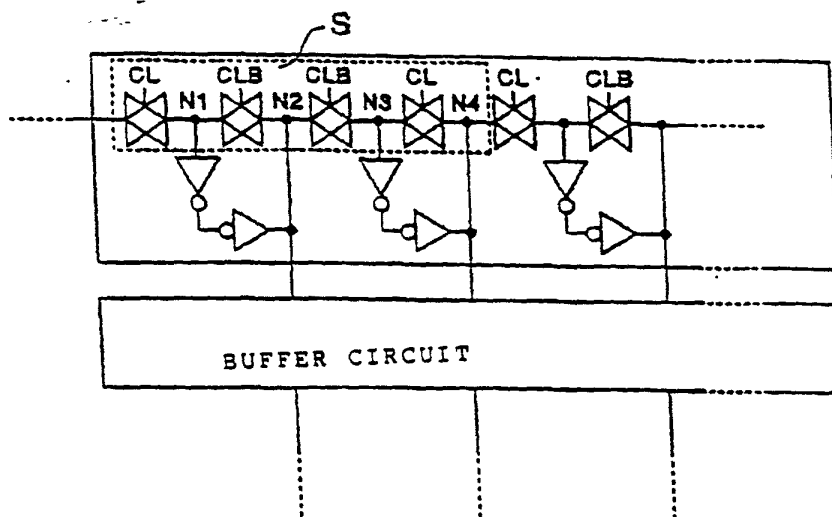 S
CL CLB CLB CL CL CLB
N1 N2 N3 N4
BUFFER CIRCUIT